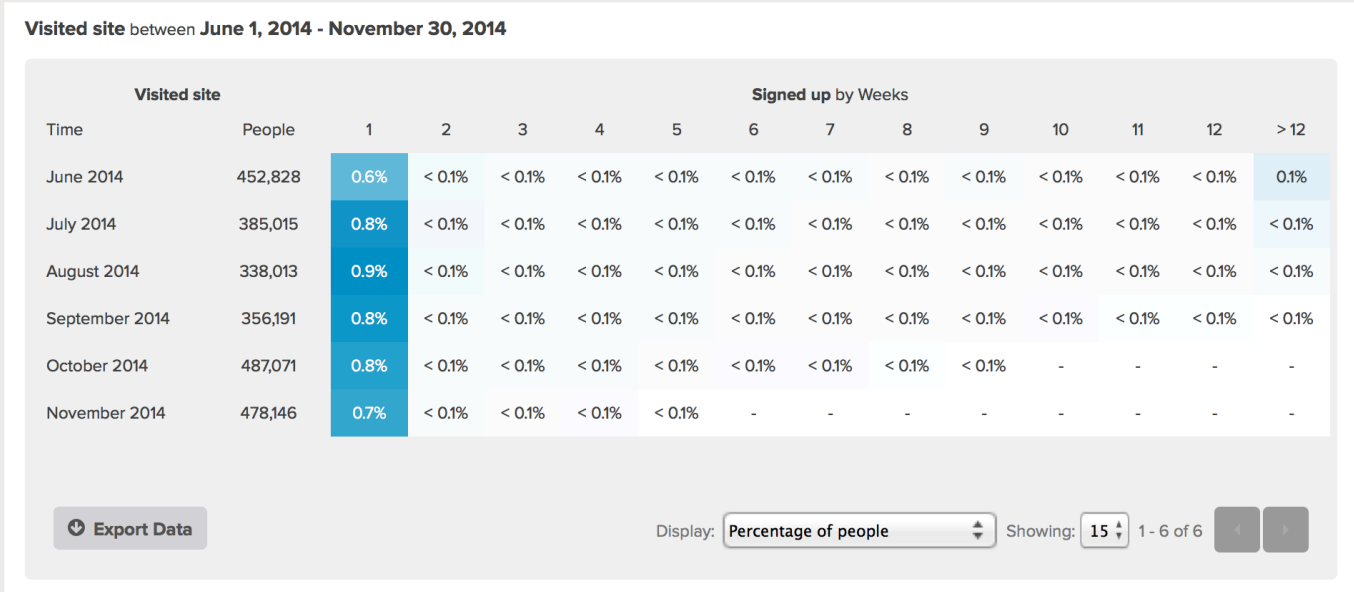 Visited site between June 1, 2014 - November 30, 2014
Visited site Signed up by Weeks
Time People 1 2 3 4 5 6 7 8 9 10 11 12 > 12
June 2014 452,828 0.6% < 0.1% < 0.1% < 0.1% < 0.1% < 0.1% < 0.1% < 0.1% < 0.1% < 0.1% < 0.1% < 0.1% 0.1%
July 2014 385,015 0.8% < 0.1% < 0.1% < 0.1% < 0.1% < 0.1% < 0.1% < 0.1% < 0.1% < 0.1% < 0.1% < 0.1% < 0.1%
August 2014 338,013 0.9% < 0.1% < 0.1% < 0.1% < 0.1% < 0.1% < 0.1% < 0.1% < 0.1% < 0.1% < 0.1% < 0.1% < 0.1%
September 2014 356,191 0.8% < 0.1% < 0.1% < 0.1% < 0.1% < 0.1% < 0.1% < 0.1% < 0.1% < 0.1% < 0.1% < 0.1% < 0.1%
October 2014 487,071 0.8% < 0.1% < 0.1% < 0.1% < 0.1% < 0.1% < 0.1% < 0.1% < 0.1% - - - -
November 2014 478,146 0.7% < 0.1% < 0.1% < 0.1% < 0.1% - - - - - - - -
Export Data Display: Percentage of people Showing: 15 1 - 6 of 6